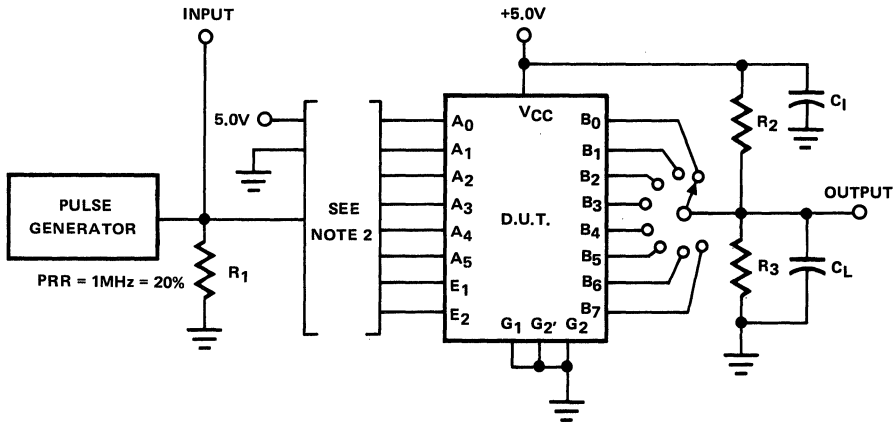 INPUT
+5.0V
5.0V
VCC
PULSE
GENERATOR
PRR = 1MHz = 20%
R1
SEE
NOTE 2
A0
A1
A2
A3
A4
A5
E1
E2
D.U.T.
G1 G2' G2
B0
B1
B2
B3
B4
B5
B6
B7
R2
CI
OUTPUT
R3
CL